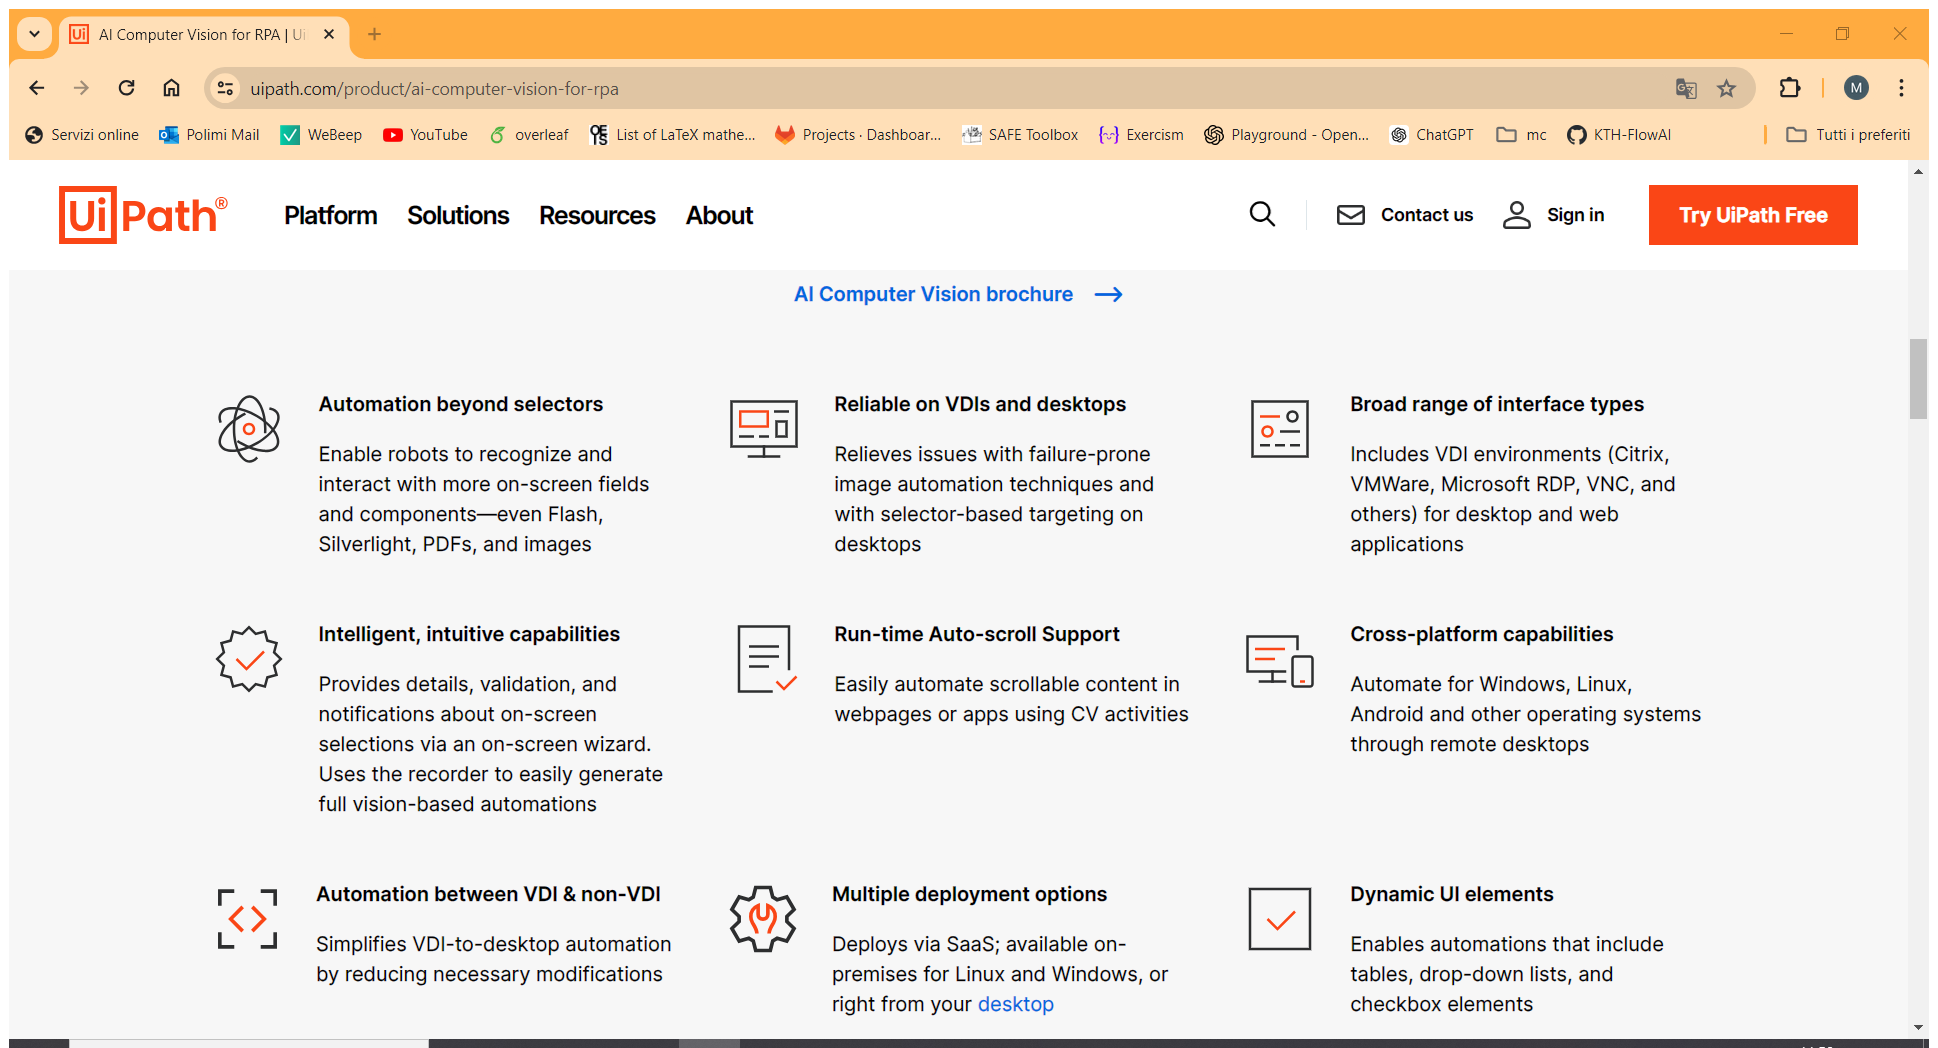 AI Computer Vision for RPA | Ui
uipath.com/product/ai-computer-vision-for-rpa
M
Servizi online
Polimi Mail
WeBeep
YouTube
overleaf
List of LaTeX mathe...
Projects · Dashboar...
SAFE Toolbox
Exercism
Playground - Open...
ChatGPT
mc
KTH-FlowAI
Tutti i preferiti
UiPath®
Platform
Solutions
Resources
About
Contact us
Sign in
Try UiPath Free
AI Computer Vision brochure
Automation beyond selectors
Enable robots to recognize and
interact with more on-screen fields
and components—even Flash,
Silverlight, PDFs, and images
Reliable on VDIs and desktops
Relieves issues with failure-prone
image automation techniques and
with selector-based targeting on
desktops
Broad range of interface types
Includes VDI environments (Citrix,
VMWare, Microsoft RDP, VNC, and
others) for desktop and web
applications
Intelligent, intuitive capabilities
Provides details, validation, and
notifications about on-screen
selections via an on-screen wizard.
Uses the recorder to easily generate
full vision-based automations
Run-time Auto-scroll Support
Easily automate scrollable content in
webpages or apps using CV activities
Cross-platform capabilities
Automate for Windows, Linux,
Android and other operating systems
through remote desktops
Automation between VDI & non-VDI
Simplifies VDI-to-desktop automation
by reducing necessary modifications
Multiple deployment options
Deploys via SaaS; available on-
premises for Linux and Windows, or
right from your desktop
Dynamic UI elements
Enables automations that include
tables, drop-down lists, and
checkbox elements